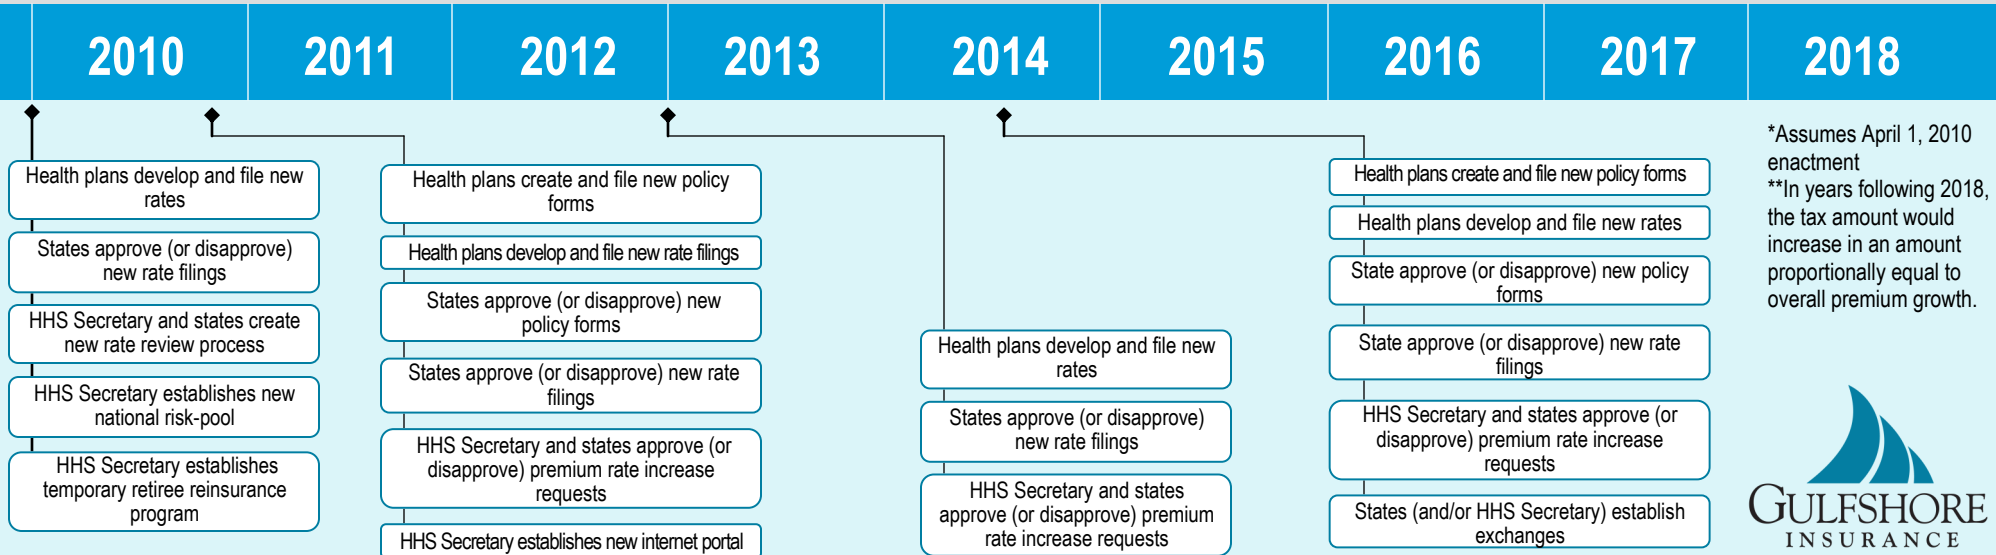 2010 2011 2012 2013 2014 2015 2016 2017 2018
Health plans develop and file new
rates
States approve (or disapprove)
new rate filings
HHS Secretary and states create
new rate review process
HHS Secretary establishes new
national risk-pool
HHS Secretary establishes
temporary retiree reinsurance
program
Health plans create and file new policy
forms
Health plans develop and file new rate filings
States approve (or disapprove) new
policy forms
States approve (or disapprove) new rate
filings
HHS Secretary and states approve (or
disapprove) premium rate increase
requests
HHS Secretary establishes new internet portal
Health plans develop and file new
rates
States approve (or disapprove)
new rate filings
HHS Secretary and states
approve (or disapprove) premium
rate increase requests
Health plans create and file new policy forms
Health plans develop and file new rates
State approve (or disapprove) new policy
forms
State approve (or disapprove) new rate
filings
HHS Secretary and states approve (or
disapprove) premium rate increase
requests
States (and/or HHS Secretary) establish
exchanges
*Assumes April 1, 2010
enactment
**In years following 2018,
the tax amount would
increase in an amount
proportionally equal to
overall premium growth.
GULFSHORE
INSURANCE